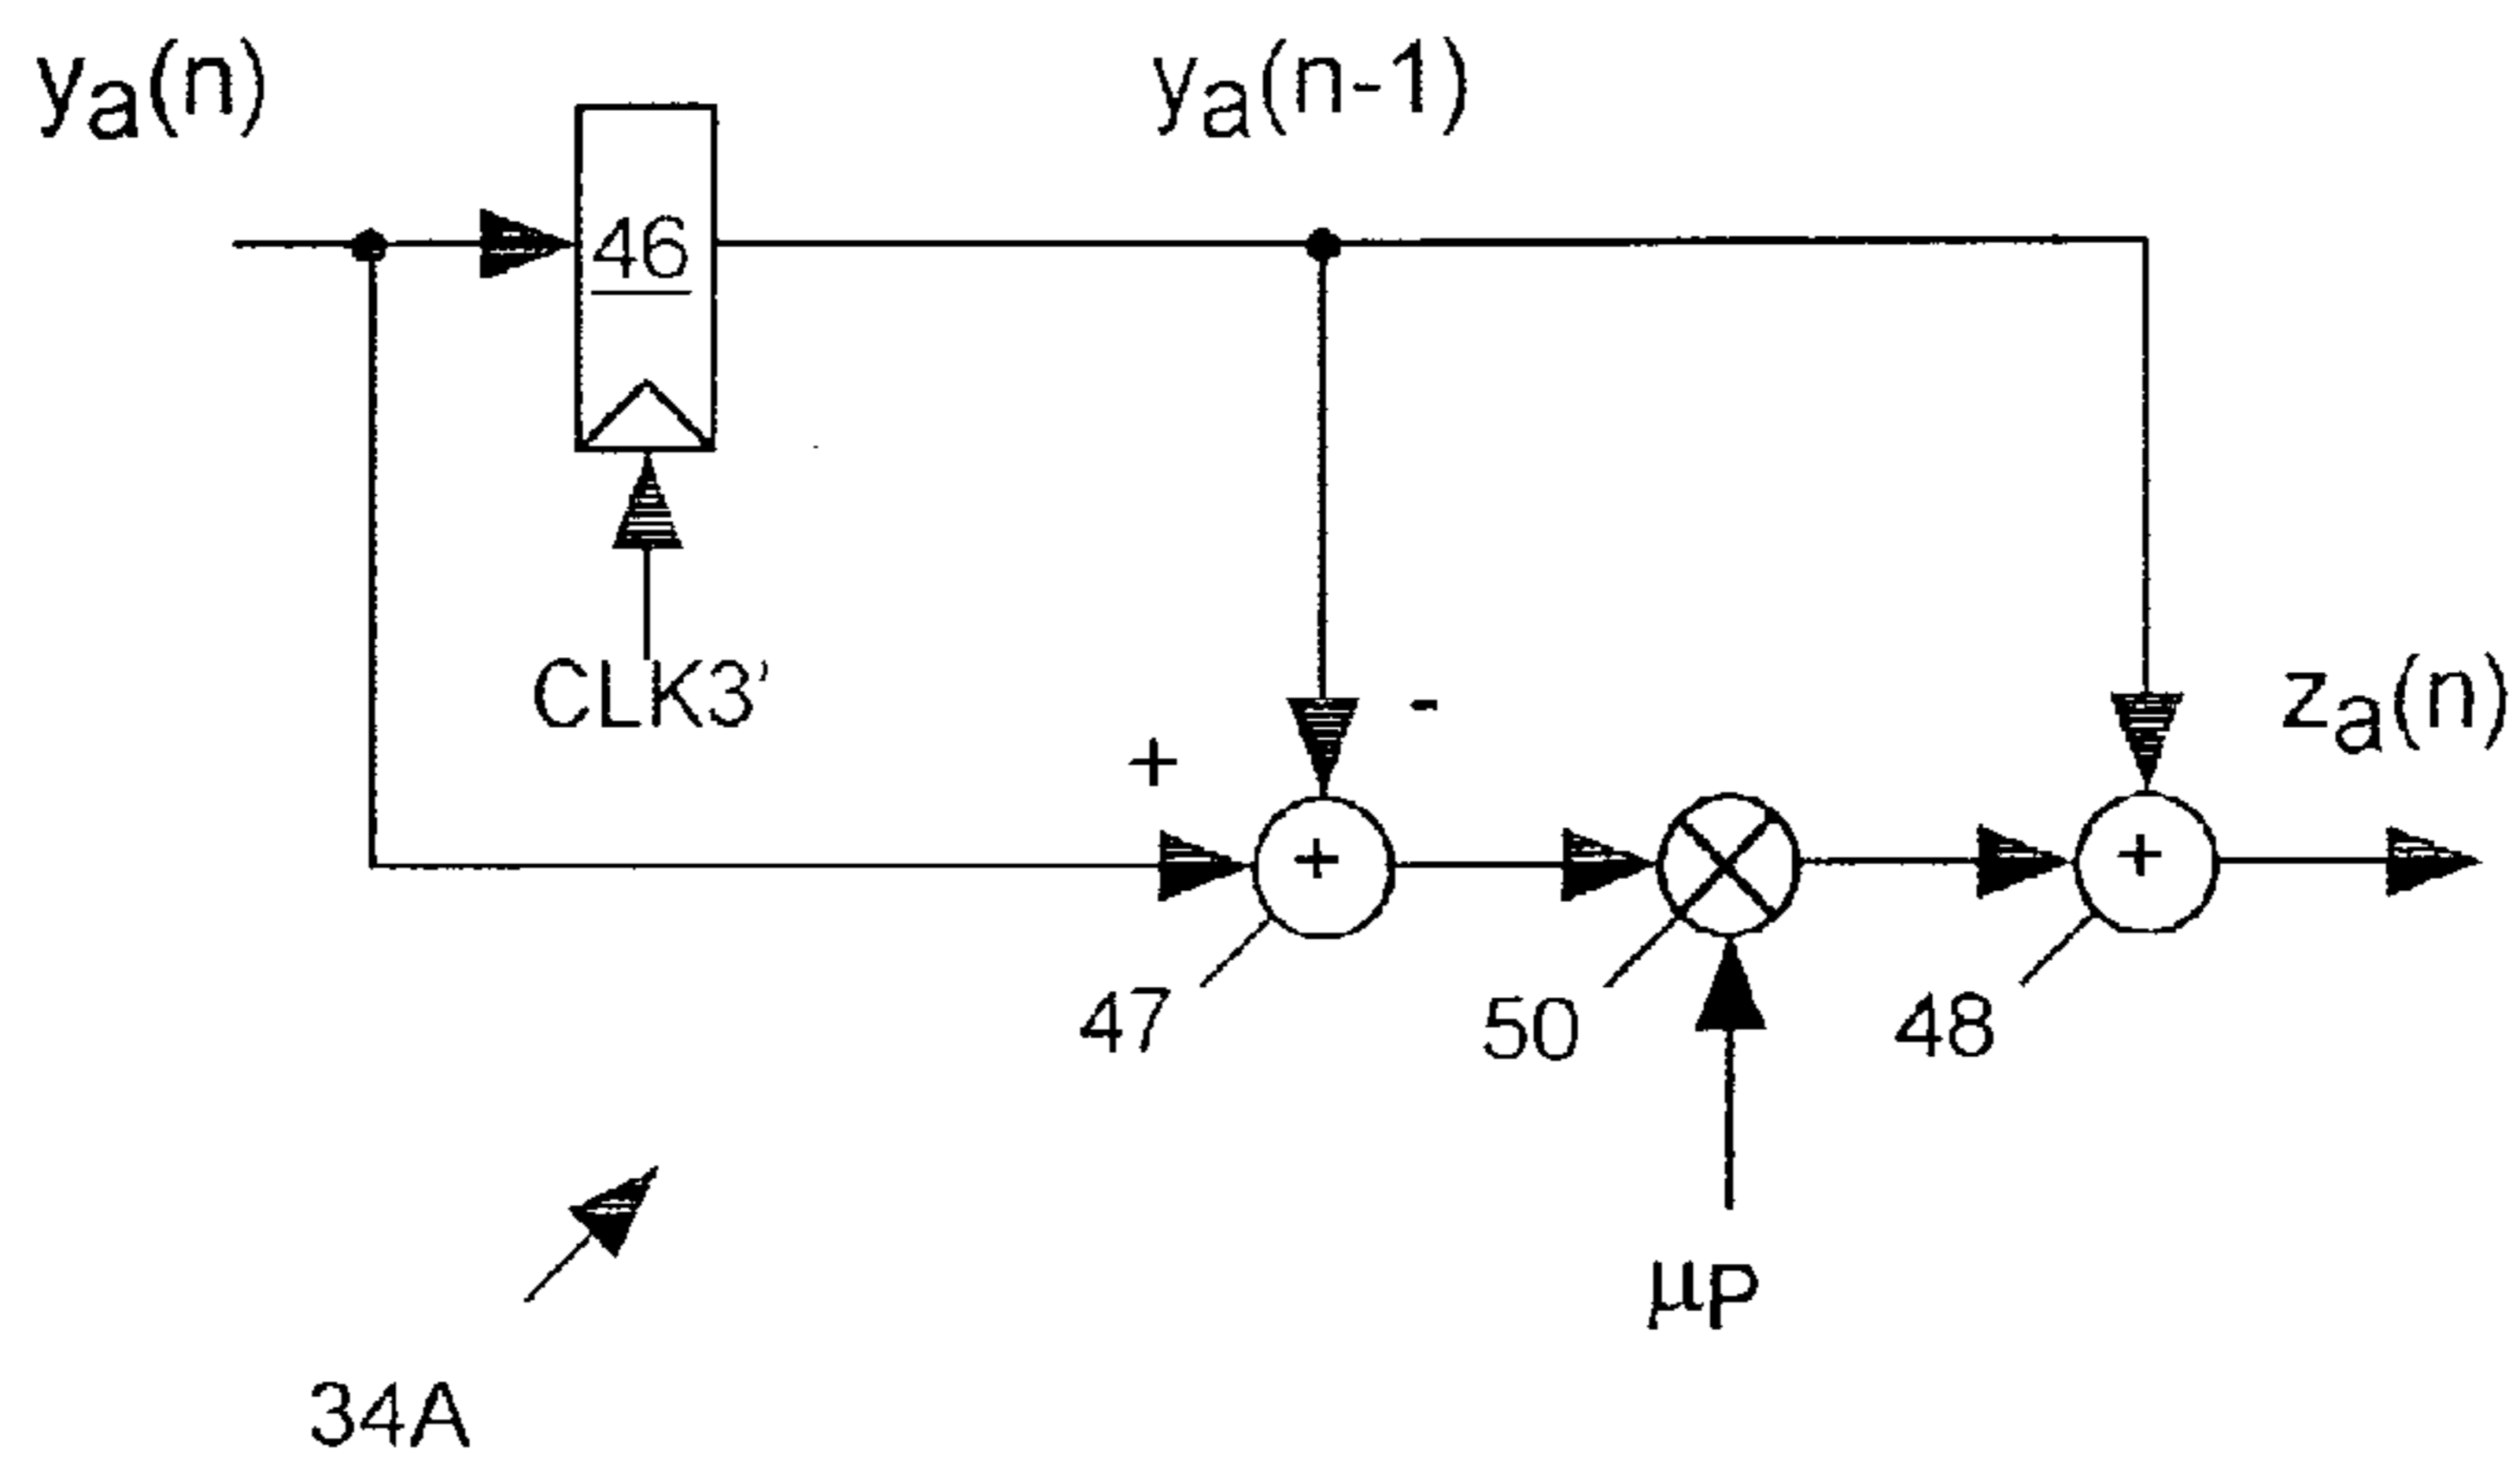 ya(n)
ya(n-1)
46
CLK3'
+
-
za(n)
+
+
47
50
48
µP
34A